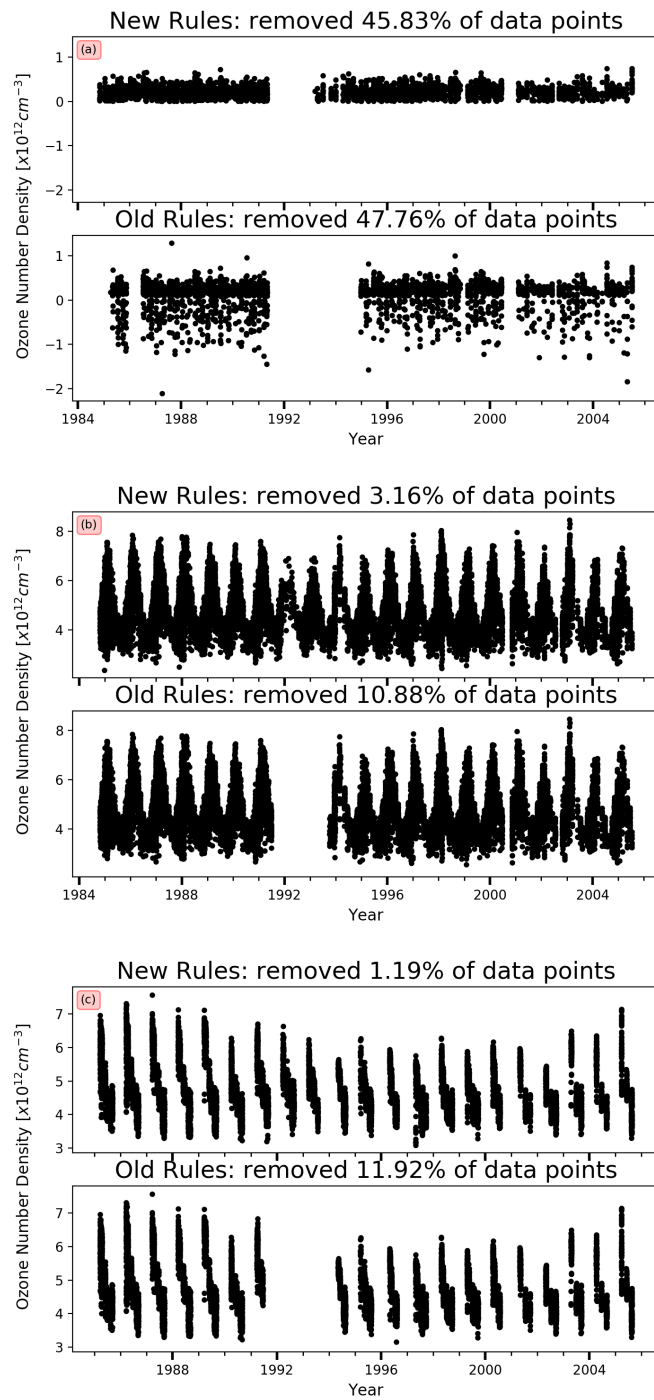 New Rules: removed 45.83% of data points
(a)
Ozone Number Density [x10¹²cm⁻³]
1
0
−1
−2
Old Rules: removed 47.76% of data points
1
0
−1
−2
1984 1988 1992 1996 2000 2004
Year
New Rules: removed 3.16% of data points
(b)
Ozone Number Density [x10¹²cm⁻³]
8
6
4
Old Rules: removed 10.88% of data points
8
6
4
1984 1988 1992 1996 2000 2004
Year
New Rules: removed 1.19% of data points
(c)
Ozone Number Density [x10¹²cm⁻³]
7
6
5
4
3
Old Rules: removed 11.92% of data points
7
6
5
4
3
1988 1992 1996 2000 2004
Year